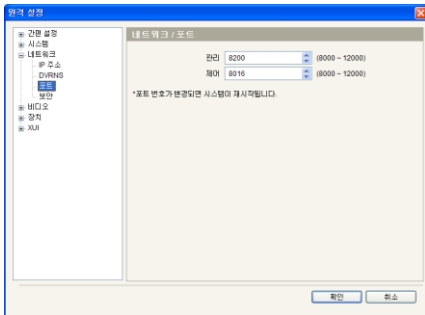 원격 설정
간편 설정
시스템
네트워크
IP 주소
DVRNS
포트
보안
비디오
장치
XUI
네트워크 / 포트
관리 8200 (8000 ~ 12000)
제어 8016 (8000 ~ 12000)
*포트 번호가 변경되면 시스템이 재시작됩니다.
확인 취소